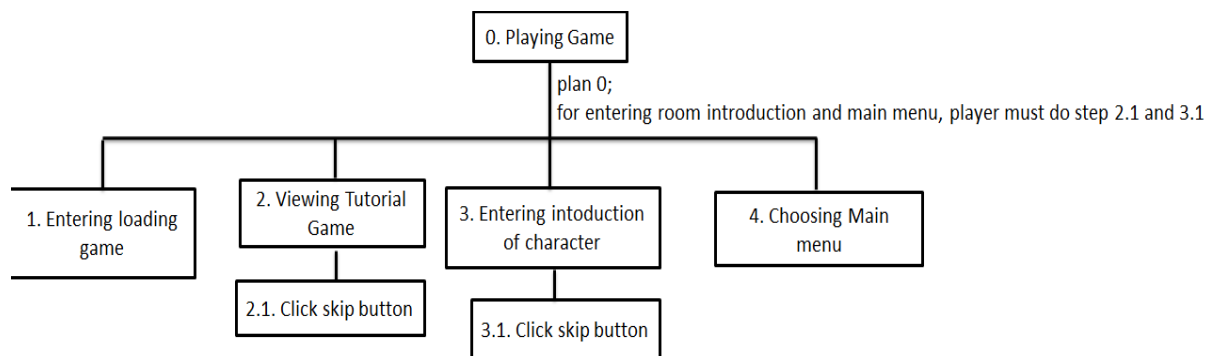 0. Playing Game
plan 0;
for entering room introduction and main menu, player must do step 2.1 and 3.1
1. Entering loading
game
2. Viewing Tutorial
Game
3. Entering intoduction
of character
4. Choosing Main
menu
2.1. Click skip button
3.1. Click skip button